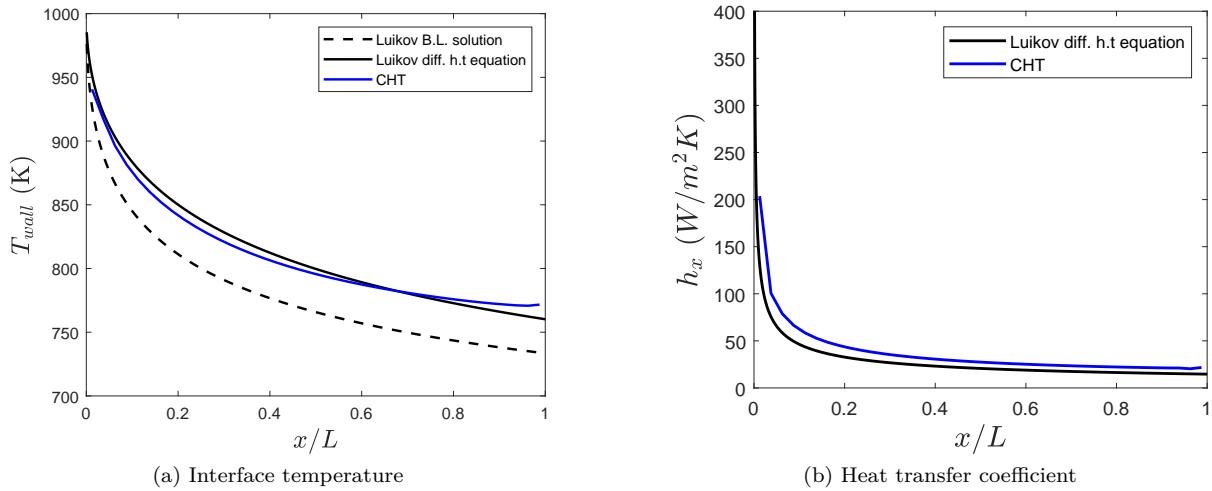 1000
950
900
850
800
750
700
T_wall (K)
0 0.2 0.4 0.6 0.8 1
x/L
Luikov B.L. solution
Luikov diff. h.t equation
CHT
(a) Interface temperature
400
350
300
250
200
150
100
50
0
h_x (W/m^2 K)
0 0.2 0.4 0.6 0.8 1
x/L
Luikov diff. h.t equation
CHT
(b) Heat transfer coefficient